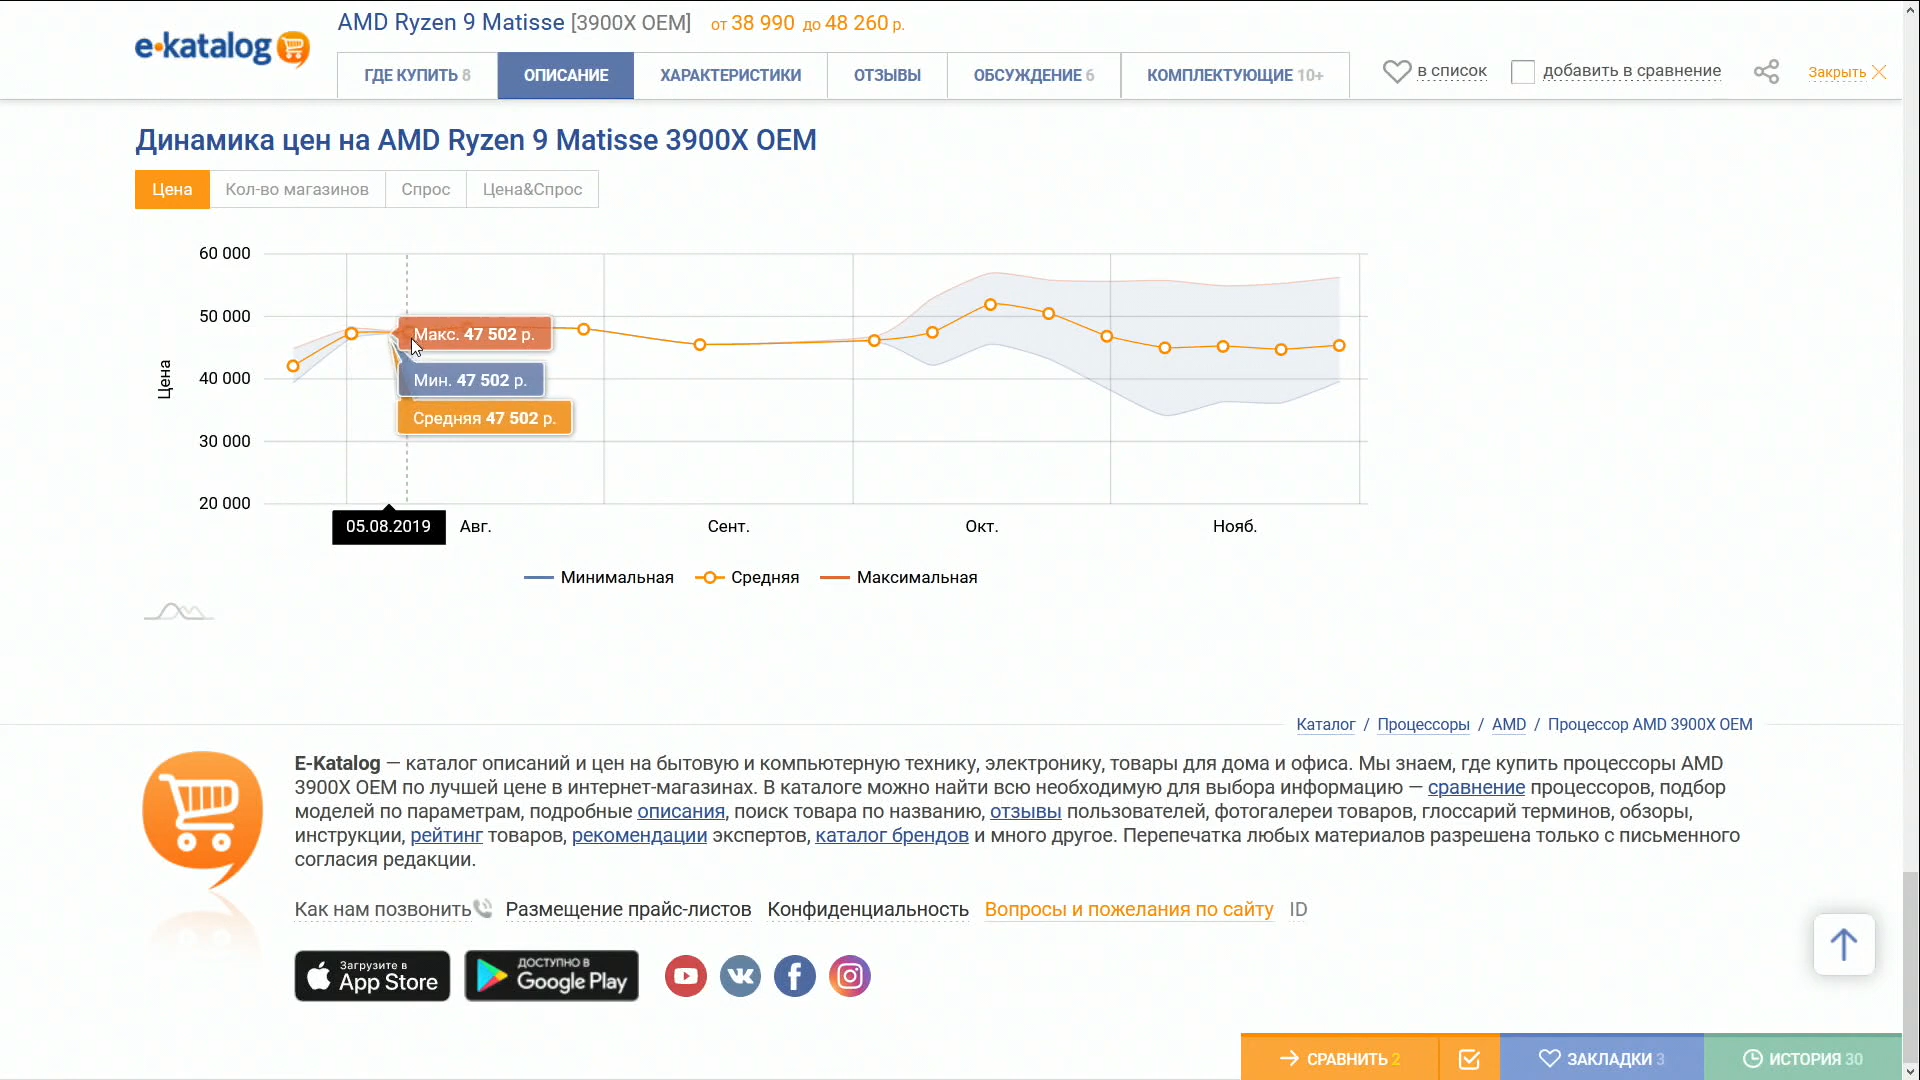 e-katalog
AMD Ryzen 9 Matisse [3900X OEM] от 38 990 до 48 260 р.
ГДЕ КУПИТЬ 8
ОПИСАНИЕ
ХАРАКТЕРИСТИКИ
ОТЗЫВЫ
ОБСУЖДЕНИЕ 6
КОМПЛЕКТУЮЩИЕ 10+
в список
добавить в сравнение
Закрыть
Динамика цен на AMD Ryzen 9 Matisse 3900X OEM
Цена
Кол-во магазинов
Спрос
Цена&Спрос
60 000
50 000
40 000
30 000
20 000
Цена
Макс. 47 502 р.
Мин. 47 502 р.
Средняя 47 502 р.
05.08.2019
Авг.
Сент.
Окт.
Нояб.
Минимальная
Средняя
Максимальная
Каталог / Процессоры / AMD / Процессор AMD 3900X OEM
E-Katalog — каталог описаний и цен на бытовую и компьютерную технику, электронику, товары для дома и офиса. Мы знаем, где купить процессоры AMD
3900X OEM по лучшей цене в интернет-магазинах. В каталоге можно найти всю необходимую для выбора информацию — сравнение процессоров, подбор
моделей по параметрам, подробные описания, поиск товара по названию, отзывы пользователей, фотогалереи товаров, глоссарий терминов, обзоры,
инструкции, рейтинг товаров, рекомендации экспертов, каталог брендов и много другое. Перепечатка любых материалов разрешена только с письменного
согласия редакции.
Как нам позвонить
Размещение прайс-листов
Конфиденциальность
Вопросы и пожелания по сайту
ID
Загрузите в
App Store
ДОСТУПНО В
Google Play
СРАВНИТЬ 2
ЗАКЛАДКИ 3
ИСТОРИЯ 30